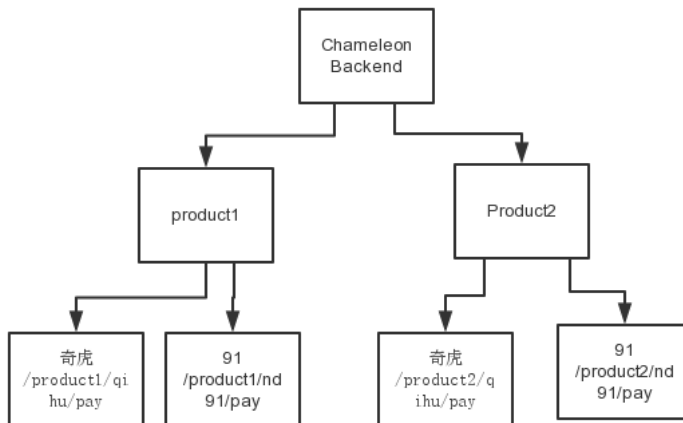 Chameleon
Backend
product1
Product2
奇虎
/product1/qi
hu/pay
91
/product1/nd
91/pay
奇虎
/product2/q
ihu/pay
91
/product2/nd
91/pay